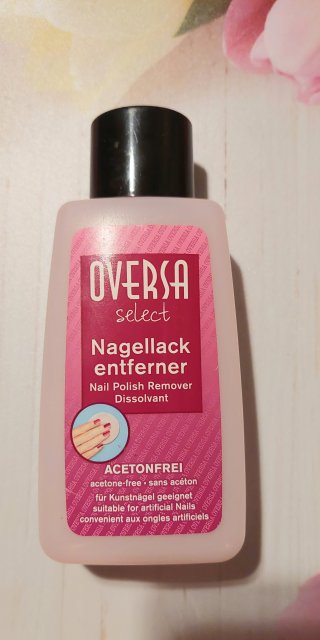 OVERSA
select
Nagellack
entferner
Nail Polish Remover
Dissolvant
ACETONFREI
acetone-free • sans acéton
für Kunstnägel geeignet
suitable for artificial Nails
convenient aux ongles artificiels